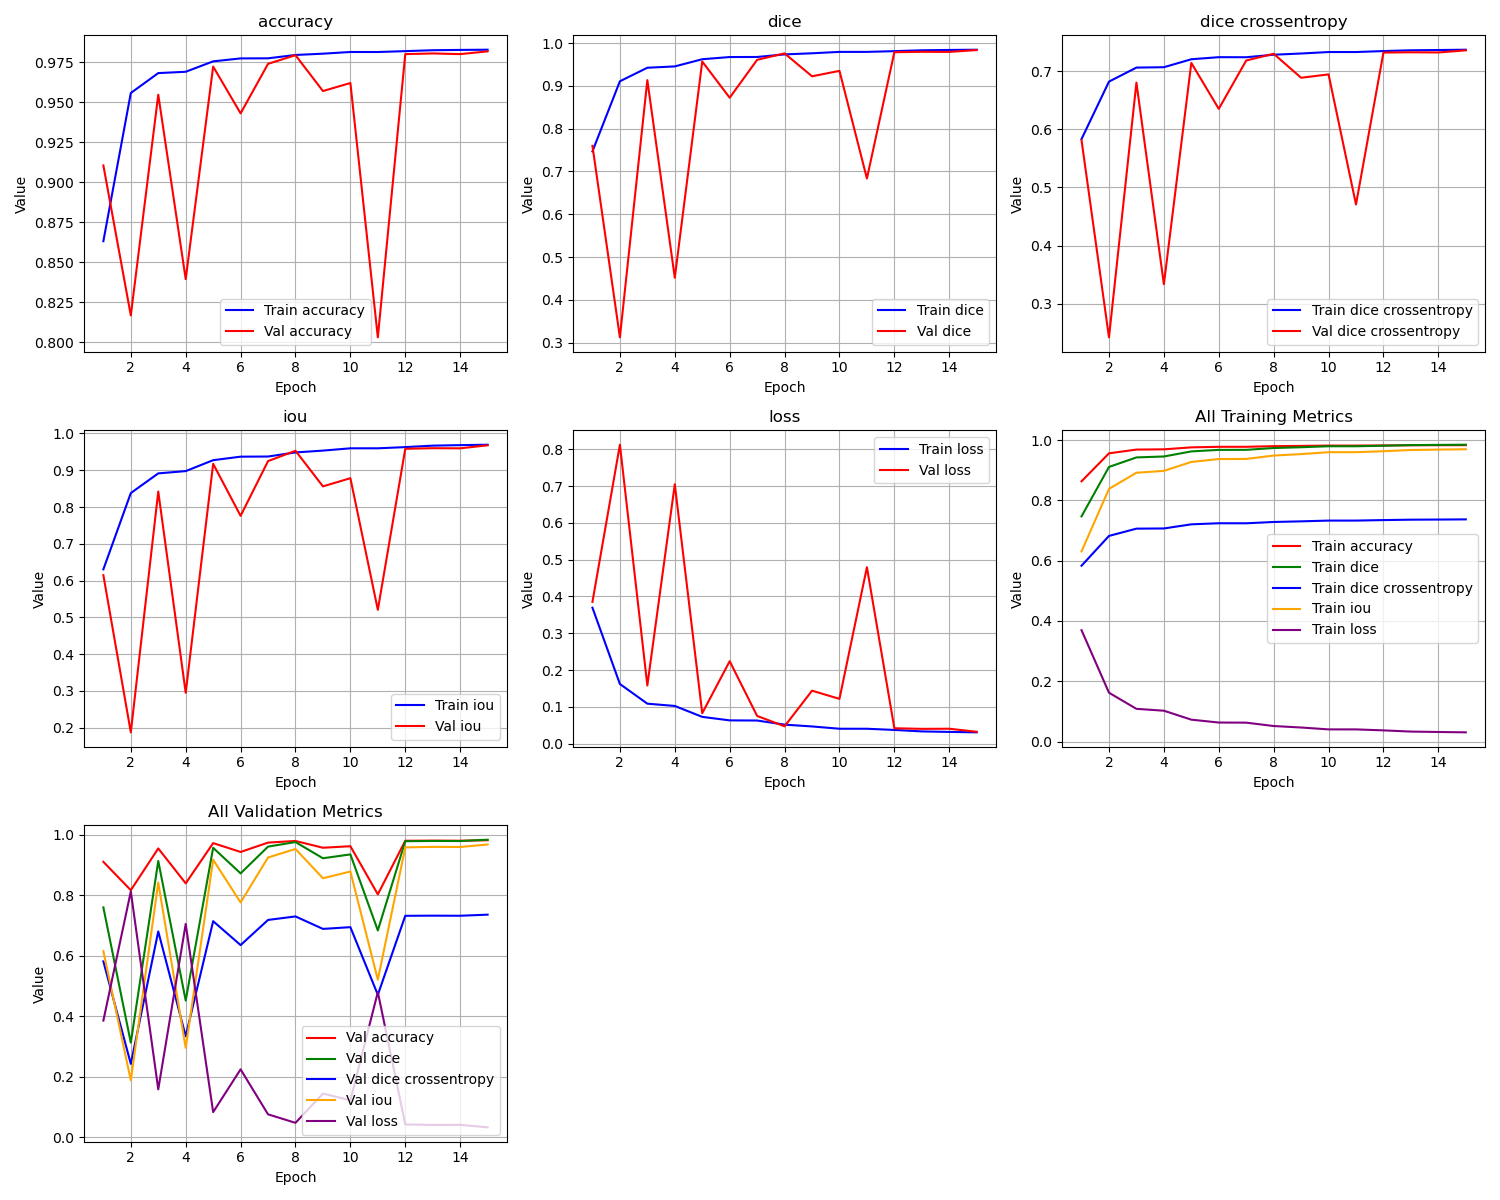 accuracy
Value
0.975
0.950
0.925
0.900
0.875
0.850
0.825
0.800
Train accuracy
Val accuracy
2 4 6 8 10 12 14
Epoch
dice
Value
1.0
0.9
0.8
0.7
0.6
0.5
0.4
0.3
Train dice
Val dice
2 4 6 8 10 12 14
Epoch
dice crossentropy
Value
0.7
0.6
0.5
0.4
0.3
Train dice crossentropy
Val dice crossentropy
2 4 6 8 10 12 14
Epoch
iou
Value
1.0
0.9
0.8
0.7
0.6
0.5
0.4
0.3
0.2
Train iou
Val iou
2 4 6 8 10 12 14
Epoch
loss
Value
0.8
0.7
0.6
0.5
0.4
0.3
0.2
0.1
0.0
Train loss
Val loss
2 4 6 8 10 12 14
Epoch
All Training Metrics
Value
1.0
0.8
0.6
0.4
0.2
0.0
Train accuracy
Train dice
Train dice crossentropy
Train iou
Train loss
2 4 6 8 10 12 14
Epoch
All Validation Metrics
Value
1.0
0.8
0.6
0.4
0.2
0.0
Val accuracy
Val dice
Val dice crossentropy
Val iou
Val loss
2 4 6 8 10 12 14
Epoch